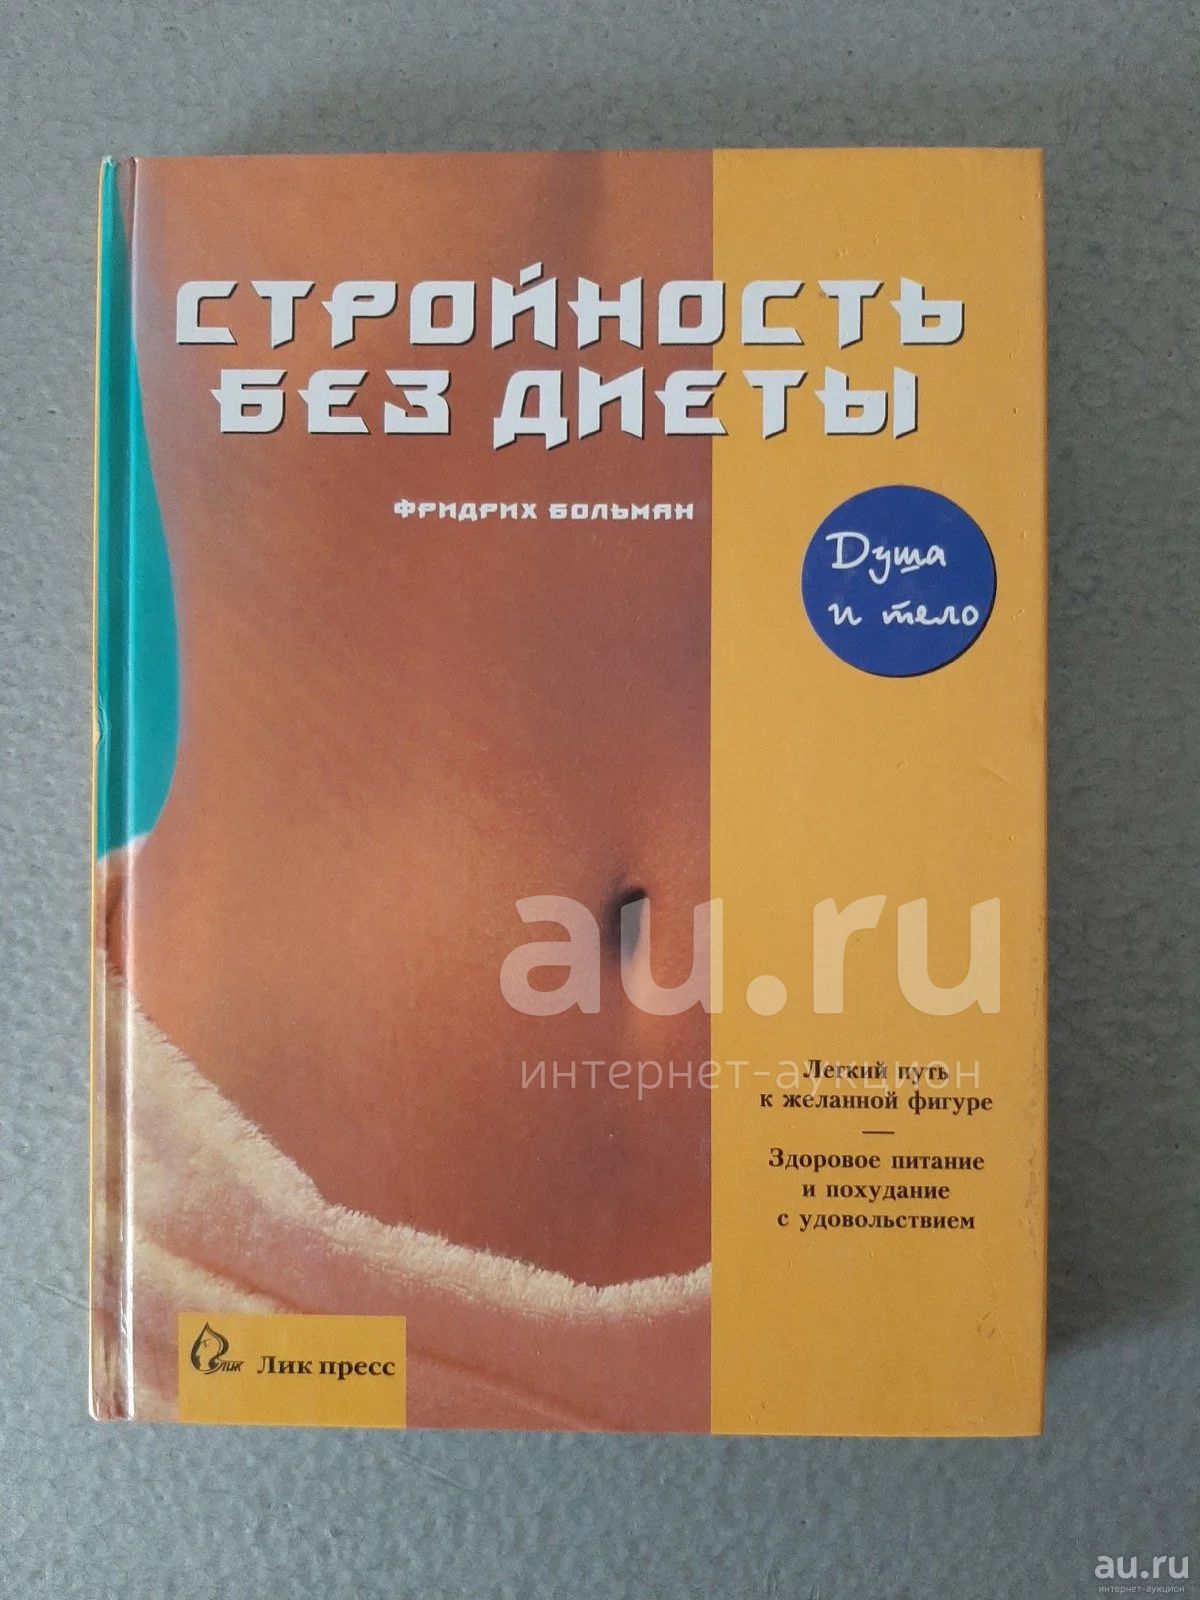 СТРОЙНОСТЬ
БЕЗ ДИЕТЫ
ФРИДРИХ БОЛЬМАН
Душа
и тело
au.ru
интернет-аукцион
Легкий путь
к желанной фигуре
Здоровое питание
и похудание
с удовольствием
Лик
Лик пресс
au.ru
интернет-аукцион